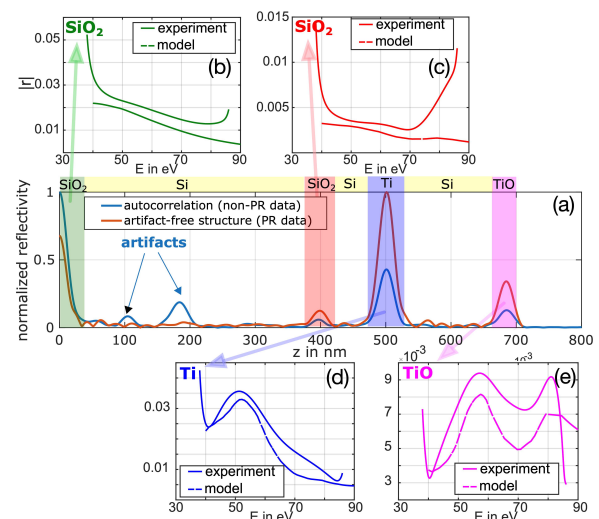 SiO2
0.05
0.03
0.01
|r|
experiment
model
(b)
30 50 70 90
E in eV
SiO2
0.015
0.01
0.005
experiment
model
(c)
30 50 70 90
E in eV
SiO2 Si SiO2 Si Ti Si TiO
(a)
normalized reflectivity
1
0.5
0
autocorrelation (non-PR data)
artifact-free structure (PR data)
artifacts
0 100 200 300 400 500 600 700 800
z in nm
Ti
(d)
0.03
0.01
experiment
model
30 50 70 90
E in eV
TiO
(e)
×10-3
-3
9
7
5
3
experiment
model
30 50 70 90
E in eV